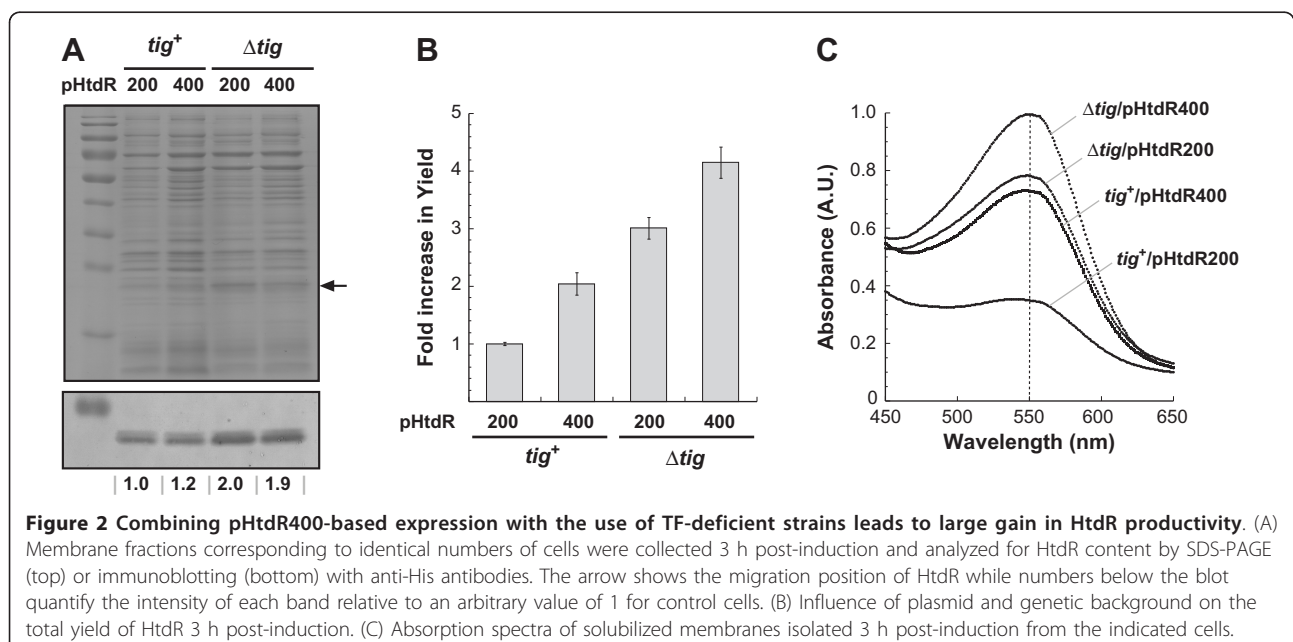 A
tig+ Δtig
pHtdR 200 400 200 400
1.0 1.2 2.0 1.9
B
Fold increase in Yield
5
4
3
2
1
pHtdR 200 400 200 400
tig+ Δtig
C
Absorbance (A.U.)
1.0
0.8
0.6
0.4
0.2
0
450 500 550 600 650
Wavelength (nm)
Δtig/pHtdR400
Δtig/pHtdR200
tig+/pHtdR400
tig+/pHtdR200
Figure 2 Combining pHtdR400-based expression with the use of TF-deficient strains leads to large gain in HtdR productivity. (A)
Membrane fractions corresponding to identical numbers of cells were collected 3 h post-induction and analyzed for HtdR content by SDS-PAGE
(top) or immunoblotting (bottom) with anti-His antibodies. The arrow shows the migration position of HtdR while numbers below the blot
quantify the intensity of each band relative to an arbitrary value of 1 for control cells. (B) Influence of plasmid and genetic background on the
total yield of HtdR 3 h post-induction. (C) Absorption spectra of solubilized membranes isolated 3 h post-induction from the indicated cells.